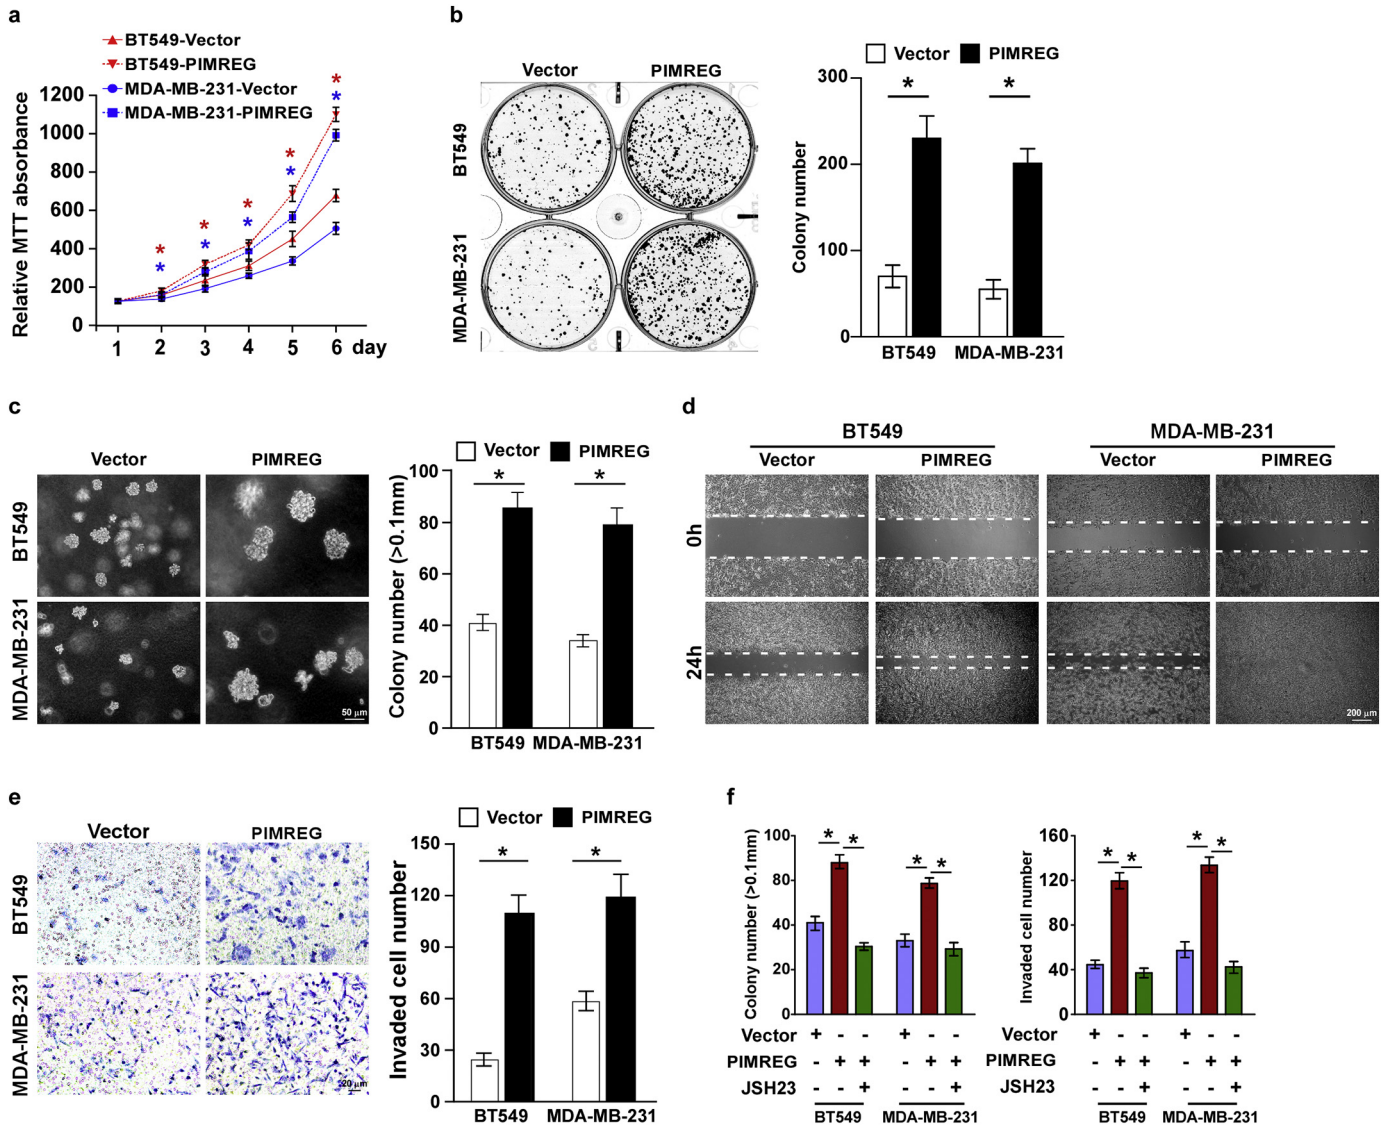 a
BT549-Vector
BT549-PIMREG
MDA-MB-231-Vector
MDA-MB-231-PIMREG
Relative MTT absorbance
1200
1000
800
600
400
200
0
1 2 3 4 5 6 day
* * * * *
* * * * *
b
Vector PIMREG
BT549
MDA-MB-231
Vector PIMREG
Colony number
300
200
100
0
* *
BT549 MDA-MB-231
c
Vector PIMREG
BT549
MDA-MB-231
50 μm
Vector PIMREG
Colony number (>0.1mm)
100
80
60
40
20
0
* *
BT549 MDA-MB-231
d
BT549 MDA-MB-231
Vector PIMREG Vector PIMREG
0h
24h
200 μm
e
Vector PIMREG
BT549
MDA-MB-231
20 μm
Vector PIMREG
Invaded cell number
150
120
90
60
30
0
* *
BT549 MDA-MB-231
f
Colony number (>0.1mm)
100
80
60
40
20
0
* * * *
Vector + - - + - -
PIMREG - + + - + +
JSH23 - - + - - +
BT549 MDA-MB-231
Invaded cell number
160
120
80
40
0
* * * *
Vector + - - + - -
PIMREG - + + - + +
JSH23 - - + - - +
BT549 MDA-MB-231